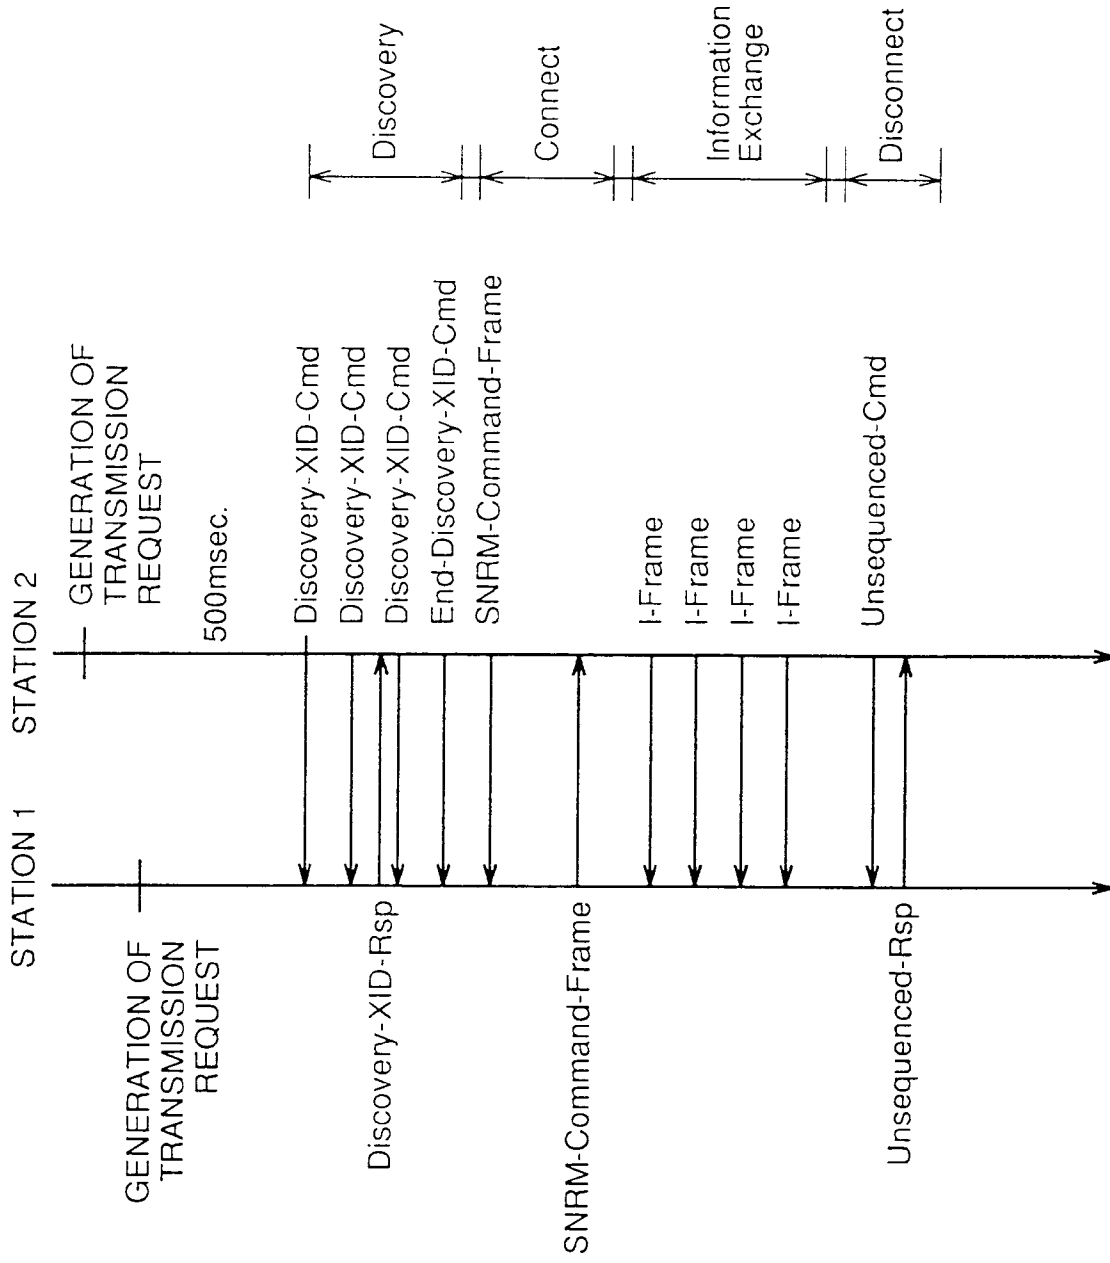 STATION 1
STATION 2
GENERATION OF
TRANSMISSION
REQUEST
GENERATION OF
TRANSMISSION
REQUEST
500msec.
Discovery-XID-Cmd
Discovery-XID-Cmd
Discovery-XID-Rsp
Discovery-XID-Cmd
End-Discovery-XID-Cmd
SNRM-Command-Frame
SNRM-Command-Frame
I-Frame
I-Frame
I-Frame
I-Frame
Unsequenced-Cmd
Unsequenced-Rsp
Discovery
Connect
Information
Exchange
Disconnect